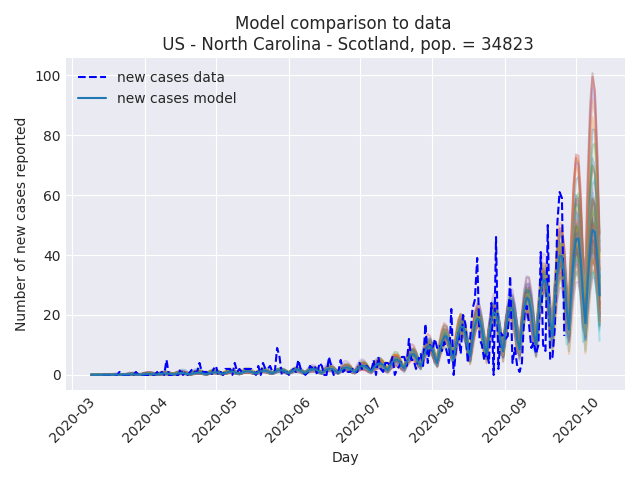 Model comparison to data
US - North Carolina - Scotland, pop. = 34823
new cases data
new cases model
Number of new cases reported
100
80
60
40
20
0
2020-03
2020-04
2020-05
2020-06
2020-07
2020-08
2020-09
2020-10
Day